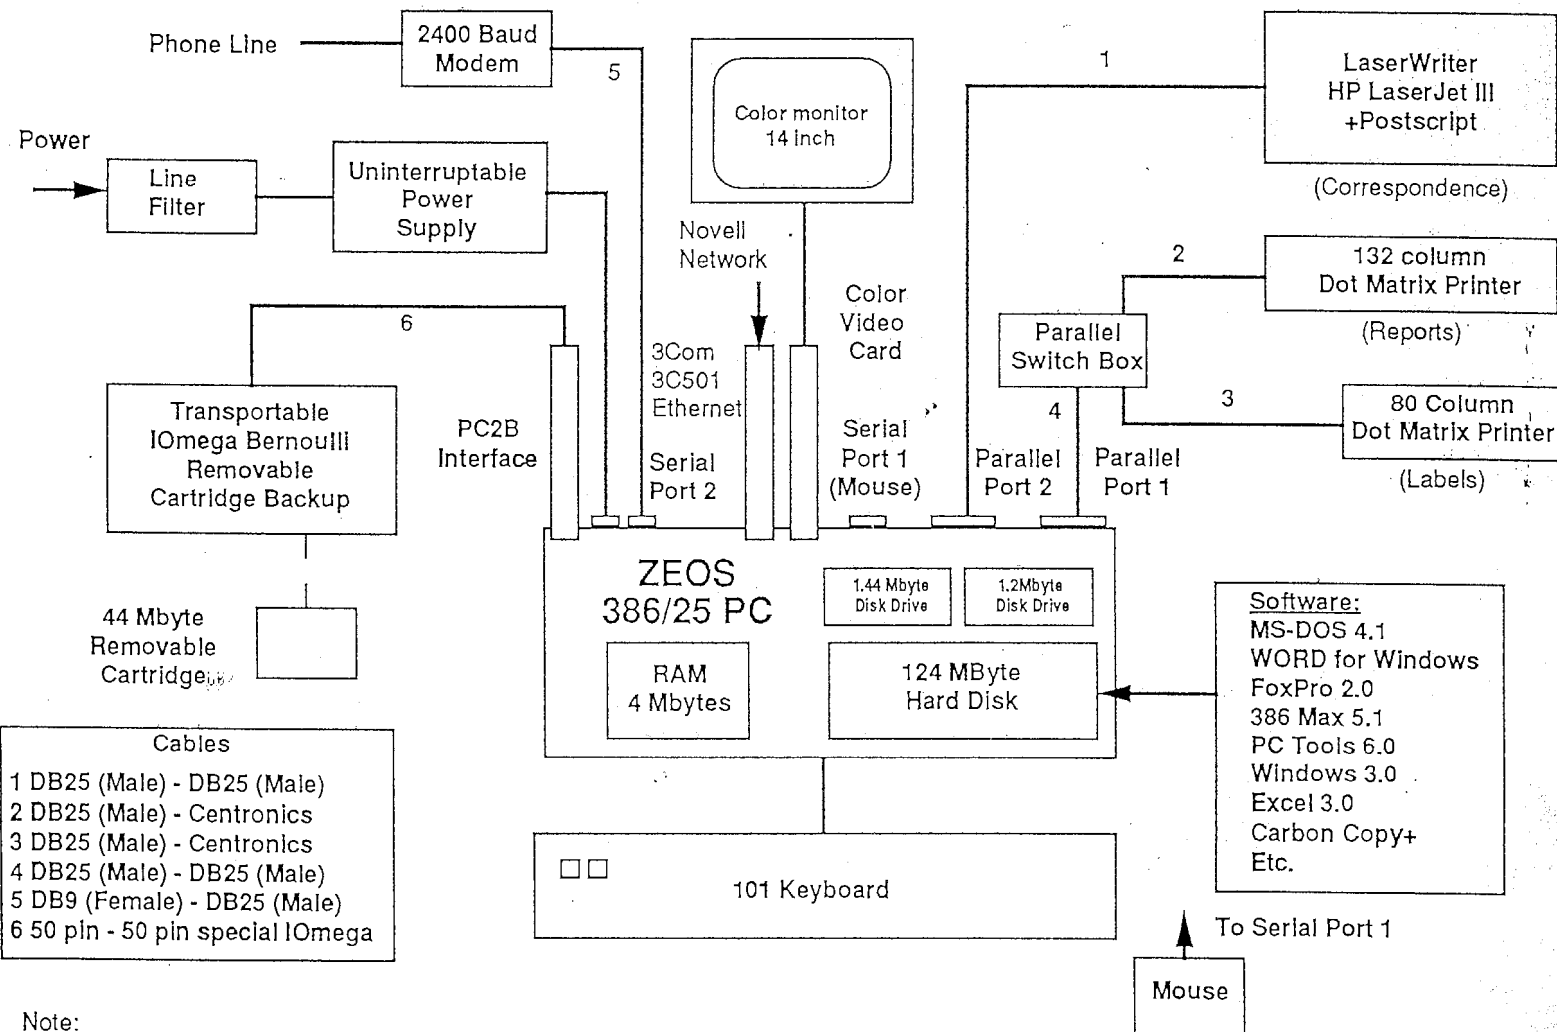 Phone Line
2400 Baud
Modem
5
Power
Line
Filter
Uninterruptable
Power
Supply
Color monitor
14 inch
1
LaserWriter
HP LaserJet III
+Postscript
(Correspondence)
2
132 column
Dot Matrix Printer
(Reports)
Parallel
Switch Box
3
80 Column
Dot Matrix Printer
(Labels)
4
6
Transportable
IOmega Bernoulli
Removable
Cartridge Backup
44 Mbyte
Removable
Cartridge
PC2B
Interface
Novell
Network
3Com
3C501
Ethernet
Serial
Port 2
Color
Video
Card
Serial
Port 1
(Mouse)
Parallel
Port 2
Parallel
Port 1
ZEOS
386/25 PC
1.44 Mbyte
Disk Drive
1.2Mbyte
Disk Drive
RAM
4 Mbytes
124 MByte
Hard Disk
Software:
MS-DOS 4.1
WORD for Windows
FoxPro 2.0
386 Max 5.1
PC Tools 6.0
Windows 3.0
Excel 3.0
Carbon Copy+
Etc.
Cables
1 DB25 (Male) - DB25 (Male)
2 DB25 (Male) - Centronics
3 DB25 (Male) - Centronics
4 DB25 (Male) - DB25 (Male)
5 DB9 (Female) - DB25 (Male)
6 50 pin - 50 pin special IOmega
101 Keyboard
To Serial Port 1
Mouse
Note: